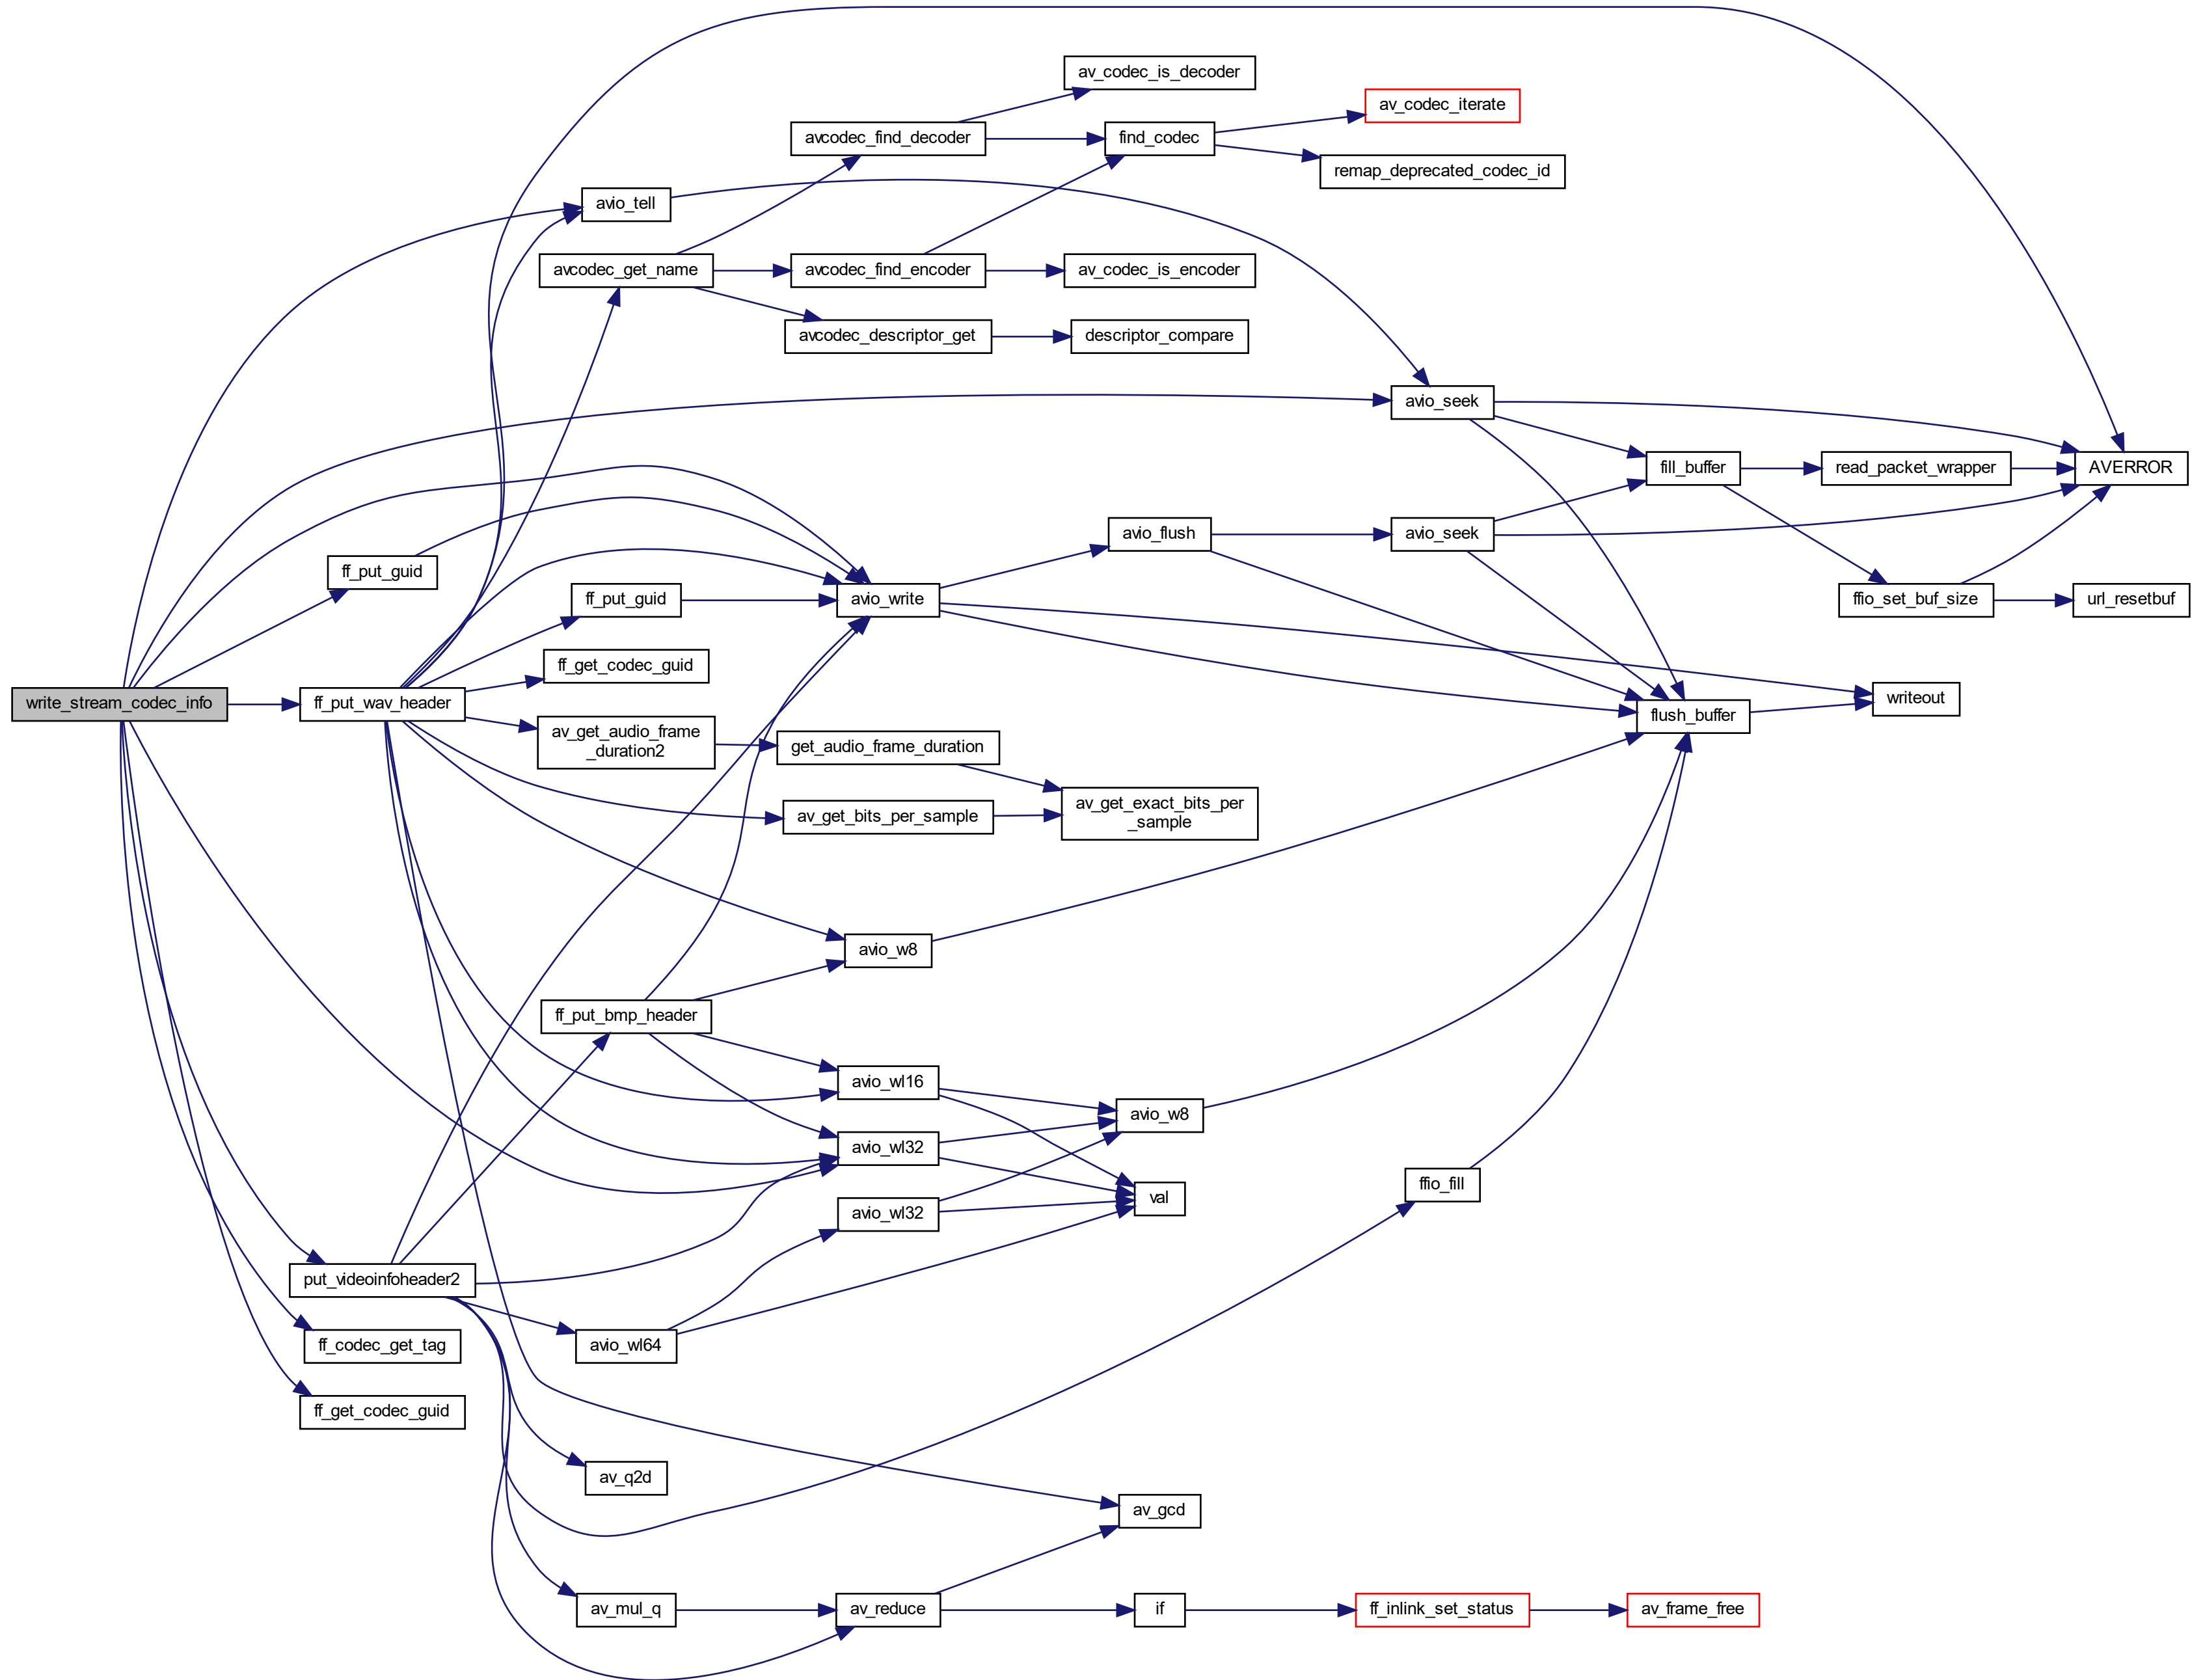 av_codec_is_decoder
av_codec_iterate
avcodec_find_decoder
find_codec
remap_deprecated_codec_id
avio_tell
avcodec_get_name
avcodec_find_encoder
av_codec_is_encoder
avcodec_descriptor_get
descriptor_compare
avio_seek
fill_buffer
read_packet_wrapper
AVERROR
avio_flush
avio_seek
ff_put_guid
ff_put_guid
avio_write
ffio_set_buf_size
url_resetbuf
ff_get_codec_guid
write_stream_codec_info
ff_put_wav_header
writeout
flush_buffer
av_get_audio_frame
_duration2
get_audio_frame_duration
av_get_bits_per_sample
av_get_exact_bits_per
_sample
avio_w8
ff_put_bmp_header
avio_wl16
avio_w8
avio_wl32
ffio_fill
val
avio_wl32
put_videoinfoheader2
ff_codec_get_tag
avio_wl64
ff_get_codec_guid
av_q2d
av_gcd
av_mul_q
av_reduce
if
ff_inlink_set_status
av_frame_free